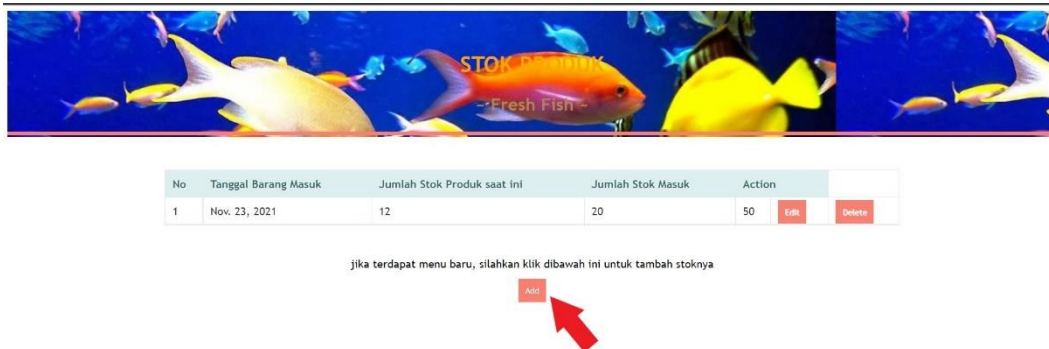 STOK PRODUK
~ Fresh Fish ~
No Tanggal Barang Masuk Jumlah Stok Produk saat ini Jumlah Stok Masuk Action
1 Nov. 23, 2021 12 20 50 Edit Delete
jika terdapat menu baru, silahkan klik dibawah ini untuk tambah stoknya
Add